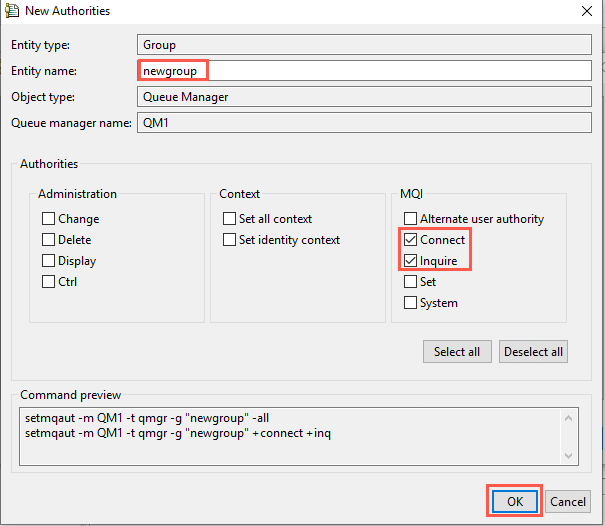 New Authorities
Entity type: Group
Entity name: newgroup
Object type: Queue Manager
Queue manager name: QM1
Authorities
Administration
Change
Delete
Display
Ctrl
Context
Set all context
Set identity context
MQI
Alternate user authority
Connect
Inquire
Set
System
Select all Deselect all
Command preview
setmqaut -m QM1 -t qmgr -g "newgroup" -all
setmqaut -m QM1 -t qmgr -g "newgroup" +connect +inq
OK Cancel